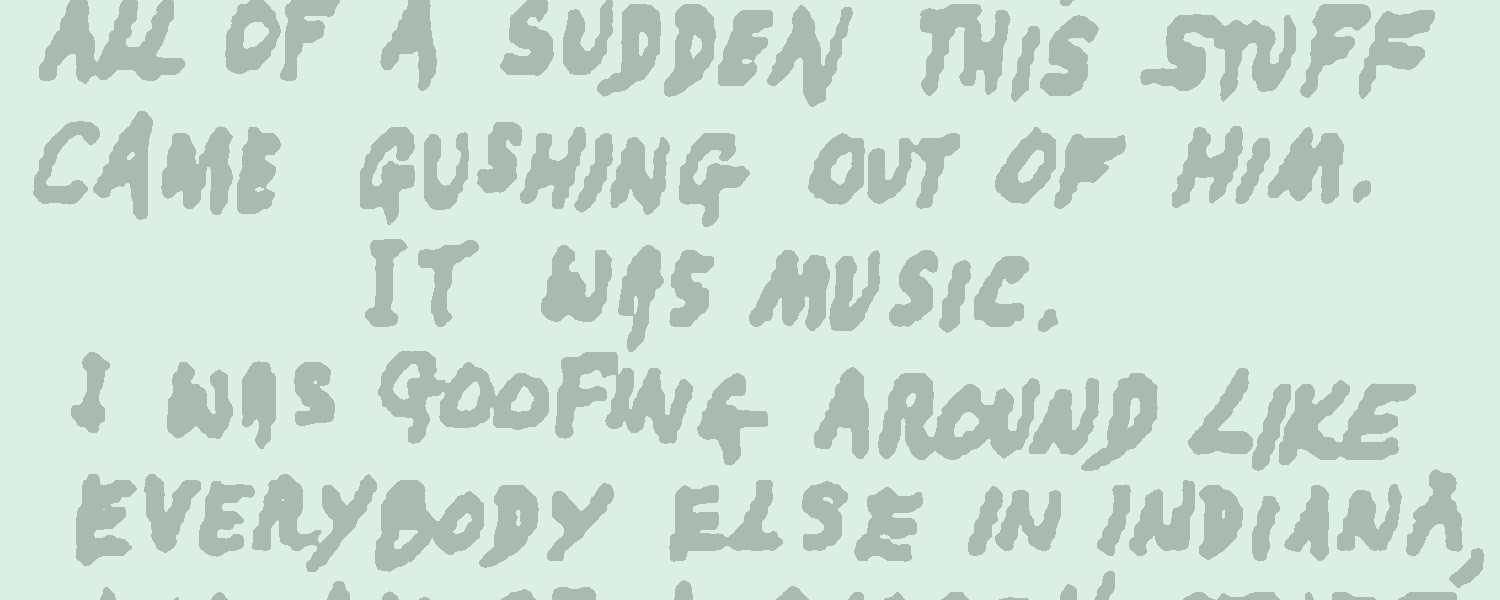 ALL OF A SUDDEN THIS STUFF
CAME GUSHING OUT OF HIM.
IT WAS MUSIC.
I WAS GOOFING AROUND LIKE
EVERYBODY ELSE IN INDIANA,